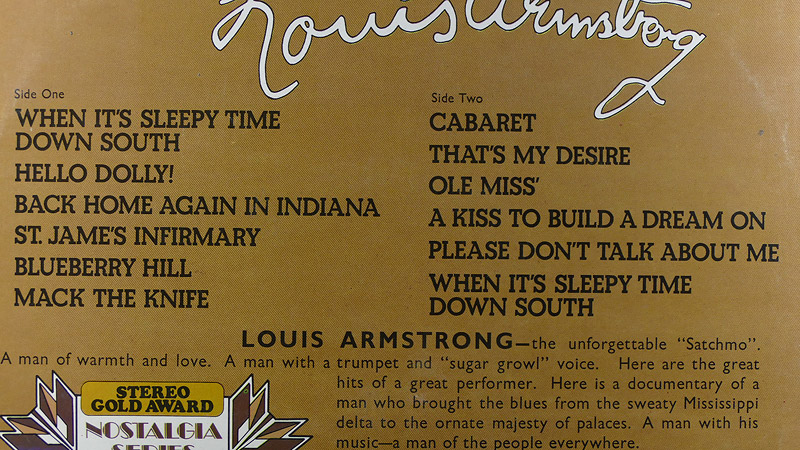 Louis Armstrong
Side One
WHEN IT'S SLEEPY TIME
DOWN SOUTH
HELLO DOLLY!
BACK HOME AGAIN IN INDIANA
ST. JAME'S INFIRMARY
BLUEBERRY HILL
MACK THE KNIFE
Side Two
CABARET
THAT'S MY DESIRE
OLE MISS'
A KISS TO BUILD A DREAM ON
PLEASE DON'T TALK ABOUT ME
WHEN IT'S SLEEPY TIME
DOWN SOUTH
LOUIS ARMSTRONG—the unforgettable "Satchmo".
A man of warmth and love. A man with a trumpet and "sugar growl" voice. Here are the great
hits of a great performer. Here is a documentary of a
man who brought the blues from the sweaty Mississippi
delta to the ornate majesty of palaces. A man with his
music—a man of the people everywhere.
STEREO
GOLD AWARD
NOSTALGIA
SERIES